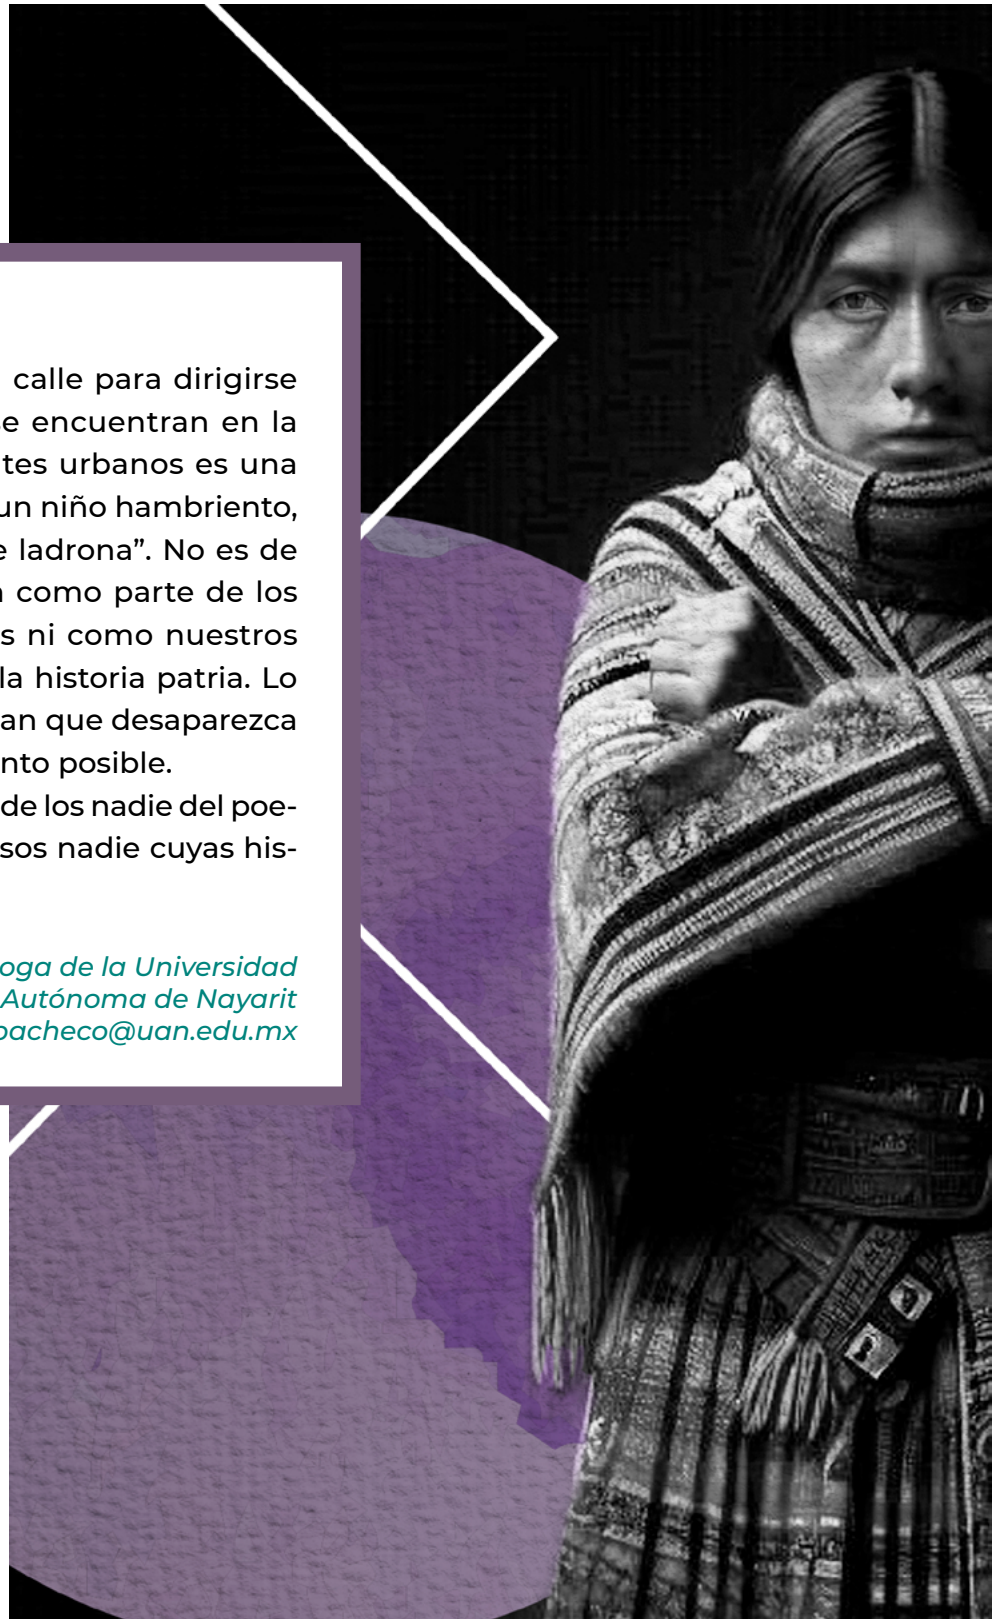 calle para dirigirse
se encuentran en la
tes urbanos es una
un niño hambriento,
e ladrona”. No es de
como parte de los
s ni como nuestros
la historia patria. Lo
an que desaparezca
nto posible.
de los nadie del poe-
sos nadie cuyas his-
oga de la Universidad
Autónoma de Nayarit
pacheco@uan.edu.mx